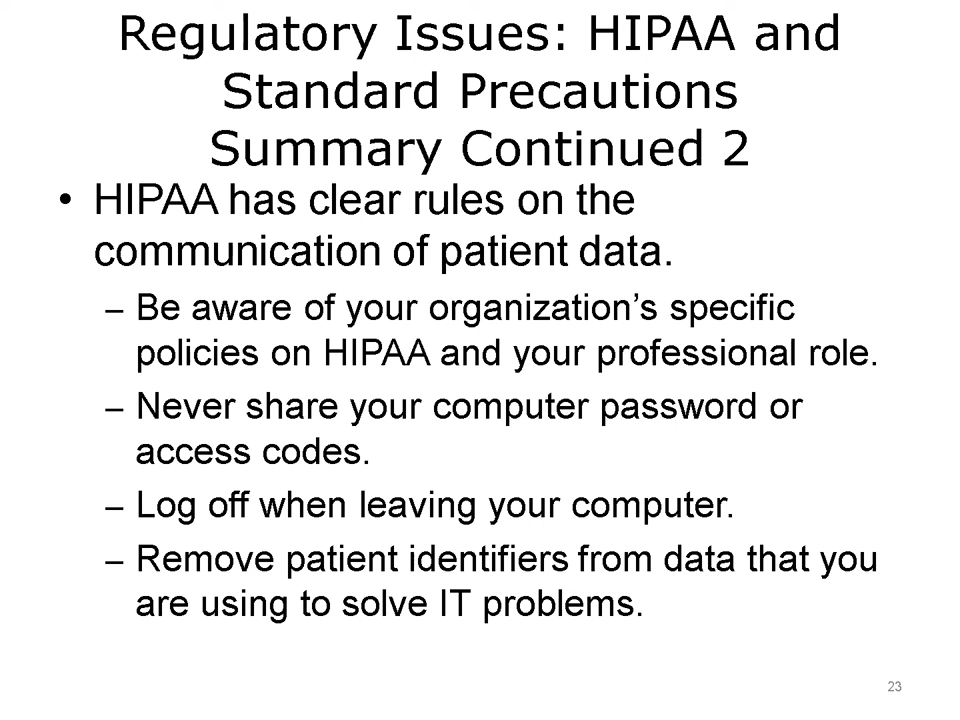 Regulatory Issues: HIPAA and
Standard Precautions
Summary Continued 2
• HIPAA has clear rules on the
communication of patient data.
– Be aware of your organization’s specific
policies on HIPAA and your professional role.
– Never share your computer password or
access codes.
– Log off when leaving your computer.
– Remove patient identifiers from data that you
are using to solve IT problems.
23